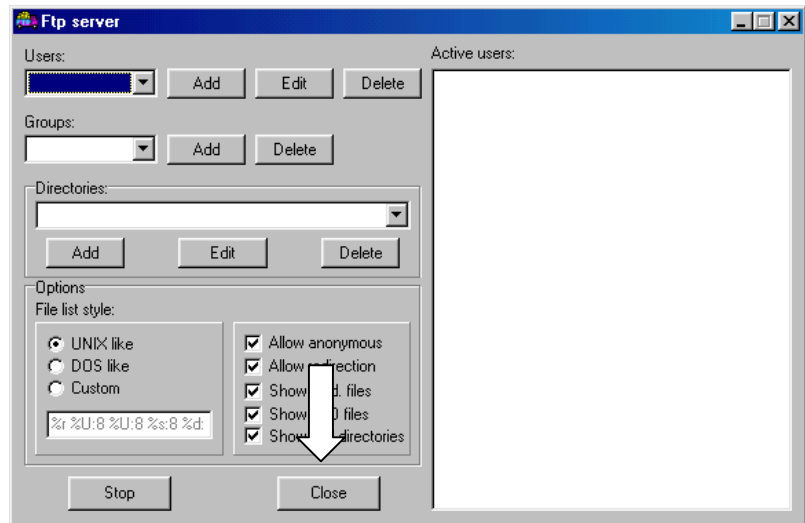 Ftp server
Users:
Add Edit Delete
Groups:
Add Delete
Directories:
Add Edit Delete
Options
File list style:
UNIX like
DOS like
Custom
%r %U:8 %U:8 %s:8 %d:
Allow anonymous
Allow
Show files
Show files
Show directories
Stop Close
Active users: